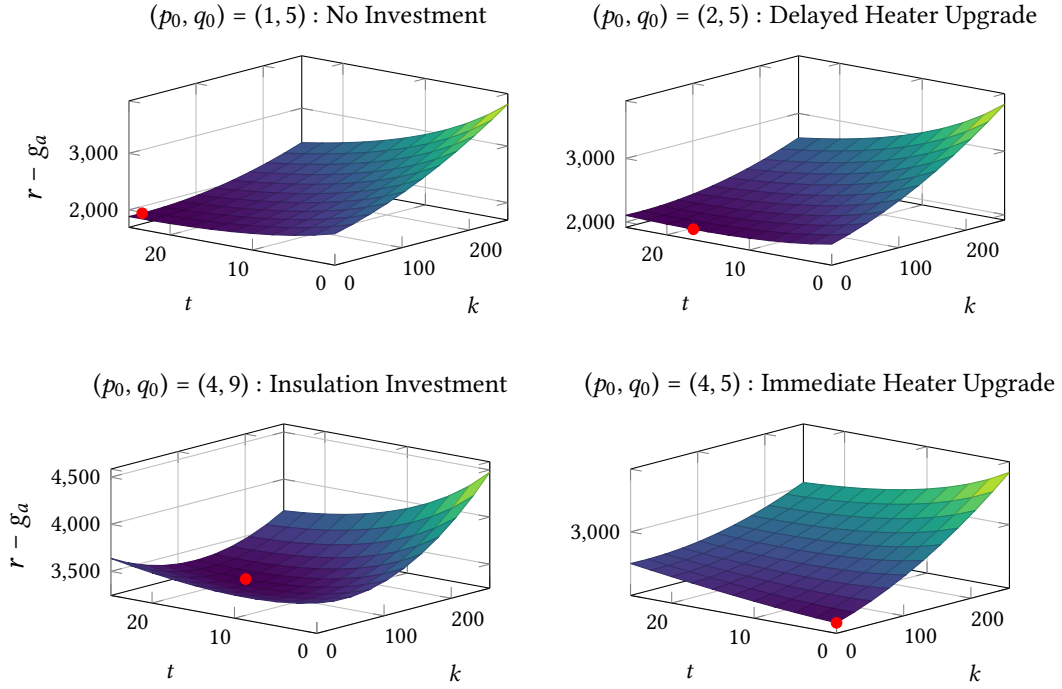 (p₀, q₀) = (1, 5) : No Investment
3,000
2,000
r − gₐ
20
10
0
t
0
100
200
k
(p₀, q₀) = (2, 5) : Delayed Heater Upgrade
3,000
2,000
20
10
0
t
0
100
200
k
(p₀, q₀) = (4, 9) : Insulation Investment
4,500
4,000
3,500
r − gₐ
20
10
0
t
0
100
200
k
(p₀, q₀) = (4, 5) : Immediate Heater Upgrade
3,000
20
10
0
t
0
100
200
k